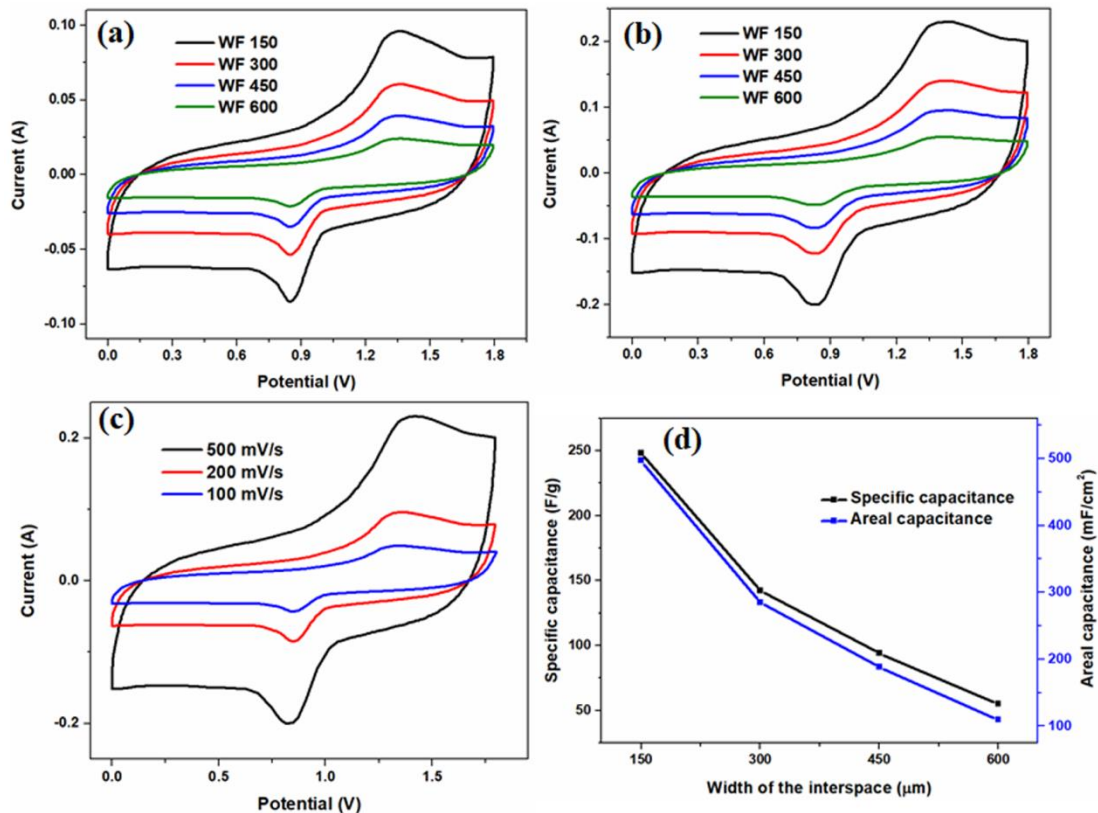 (a)
WF 150
WF 300
WF 450
WF 600
0.10
0.05
0.00
-0.05
-0.10
Current (A)
0.0 0.3 0.6 0.9 1.2 1.5 1.8
Potential (V)
(b)
WF 150
WF 300
WF 450
WF 600
0.2
0.1
0.0
-0.1
-0.2
Current (A)
0.0 0.3 0.6 0.9 1.2 1.5 1.8
Potential (V)
(c)
500 mV/s
200 mV/s
100 mV/s
0.2
0.0
-0.2
Current (A)
0.0 0.5 1.0 1.5
Potential (V)
(d)
Specific capacitance
Areal capacitance
250
200
150
100
50
Specific capacitance (F/g)
500
400
300
200
100
Areal capacitance (mF/cm²)
150 300 450 600
Width of the interspace (μm)